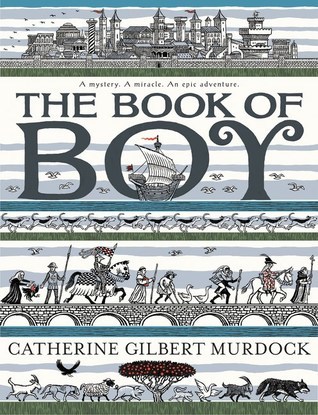 A mystery. A miracle. An epic adventure.
THE BOOK OF
BOY
CATHERINE GILBERT MURDOCK